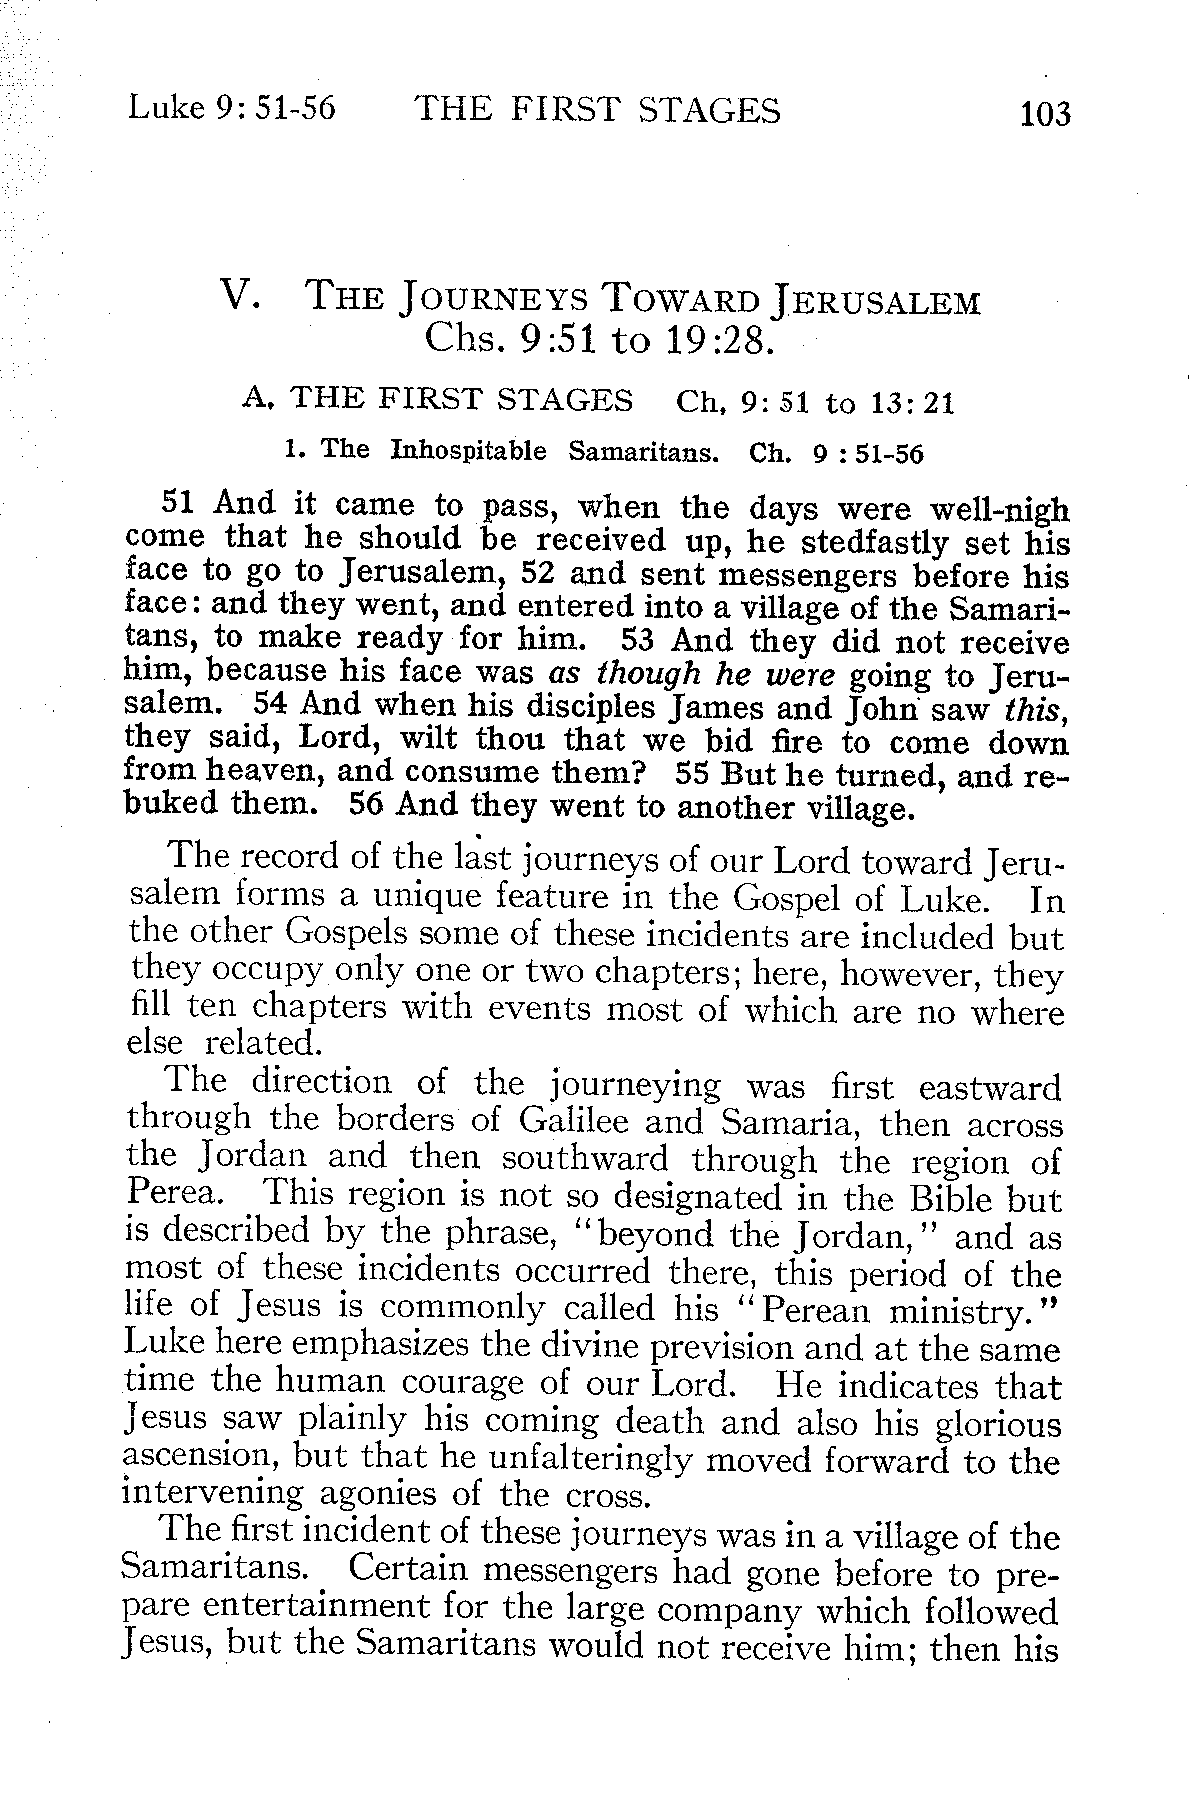 Luke 9: 51-56 THE FIRST STAGES 103
V. THE JOURNEYS TOWARD JERUSALEM
Chs. 9:51 to 19:28.
A. THE FIRST STAGES Ch. 9: 51 to 13: 21
1. The Inhospitable Samaritans. Ch. 9 : 51-56
51 And it came to pass, when the days were well-nigh
come that he should be received up, he stedfastly set his
face to go to Jerusalem, 52 and sent messengers before his
face: and they went, and entered into a village of the Samari-
tans, to make ready for him. 53 And they did not receive
him, because his face was as though he were going to Jeru-
salem. 54 And when his disciples James and John saw this,
they said, Lord, wilt thou that we bid fire to come down
from heaven, and consume them? 55 But he turned, and re-
buked them. 56 And they went to another village.
The record of the last journeys of our Lord toward Jeru-
salem forms a unique feature in the Gospel of Luke. In
the other Gospels some of these incidents are included but
they occupy only one or two chapters; here, however, they
fill ten chapters with events most of which are no where
else related.
The direction of the journeying was first eastward
through the borders of Galilee and Samaria, then across
the Jordan and then southward through the region of
Perea. This region is not so designated in the Bible but
is described by the phrase, "beyond the Jordan," and as
most of these incidents occurred there, this period of the
life of Jesus is commonly called his "Perean ministry."
Luke here emphasizes the divine prevision and at the same
time the human courage of our Lord. He indicates that
Jesus saw plainly his coming death and also his glorious
ascension, but that he unfalteringly moved forward to the
intervening agonies of the cross.
The first incident of these journeys was in a village of the
Samaritans. Certain messengers had gone before to pre-
pare entertainment for the large company which followed
Jesus, but the Samaritans would not receive him; then his